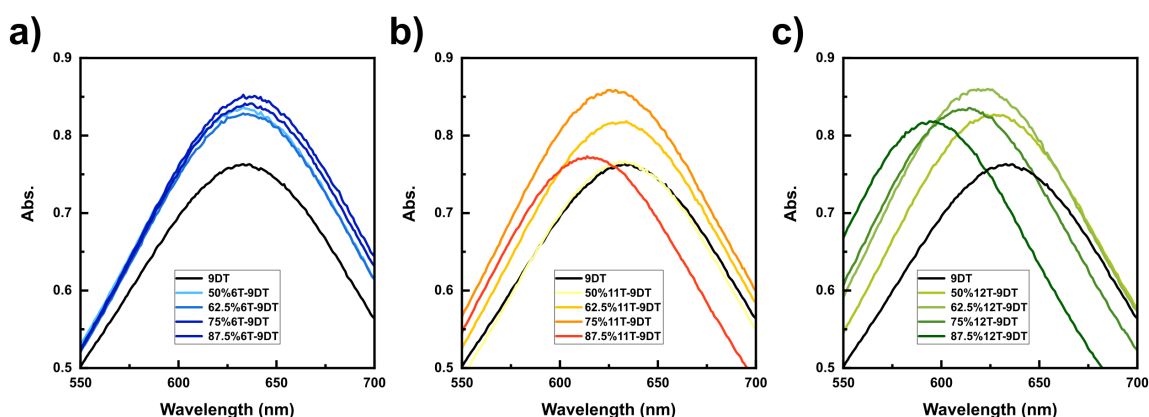 a)
0.9
0.8
0.7
0.6
0.5
Abs.
9DT
50%6T-9DT
62.5%6T-9DT
75%6T-9DT
87.5%6T-9DT
550 600 650 700
Wavelength (nm)
b)
0.9
0.8
0.7
0.6
0.5
Abs.
9DT
50%11T-9DT
62.5%11T-9DT
75%11T-9DT
87.5%11T-9DT
550 600 650 700
Wavelength (nm)
c)
0.9
0.8
0.7
0.6
0.5
Abs.
9DT
50%12T-9DT
62.5%12T-9DT
75%12T-9DT
87.5%12T-9DT
550 600 650 700
Wavelength (nm)